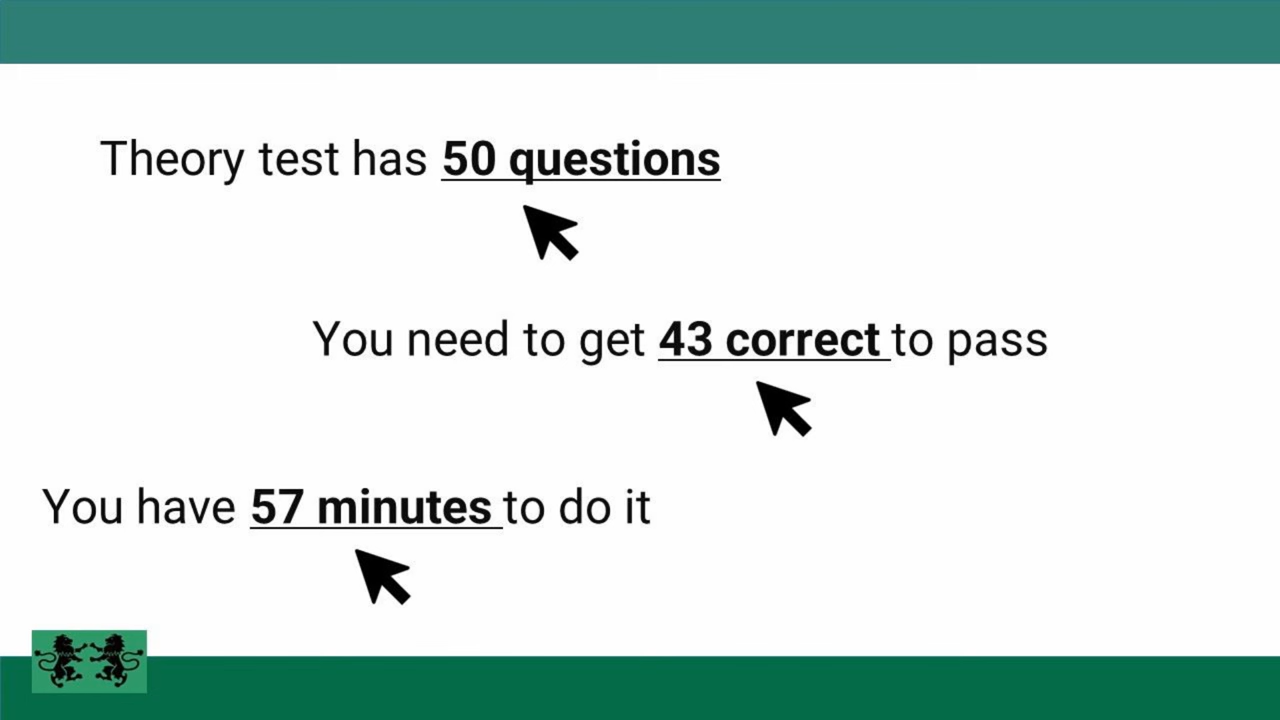 Theory test has 50 questions
You need to get 43 correct to pass
You have 57 minutes to do it